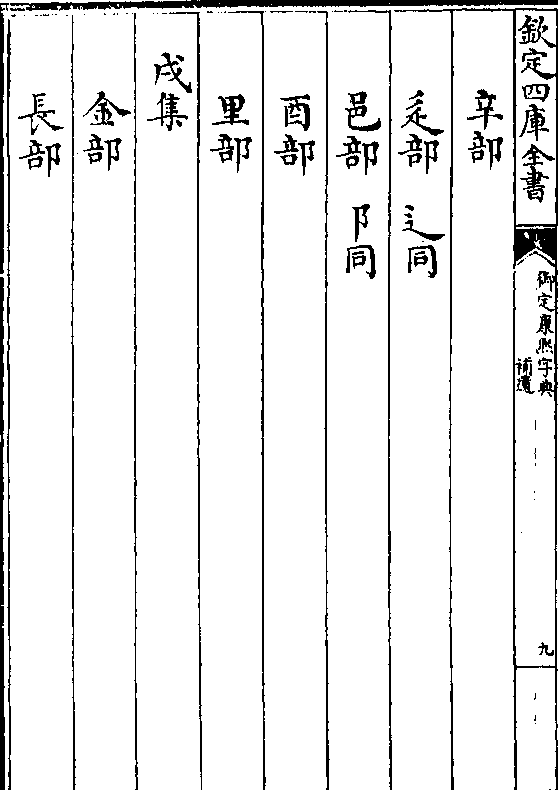 欽定四庫全書
御定康熙字典
補遺
九
辛部
辵部 辶同
邑部 阝同
酉部
里部
戌集
金部
長部